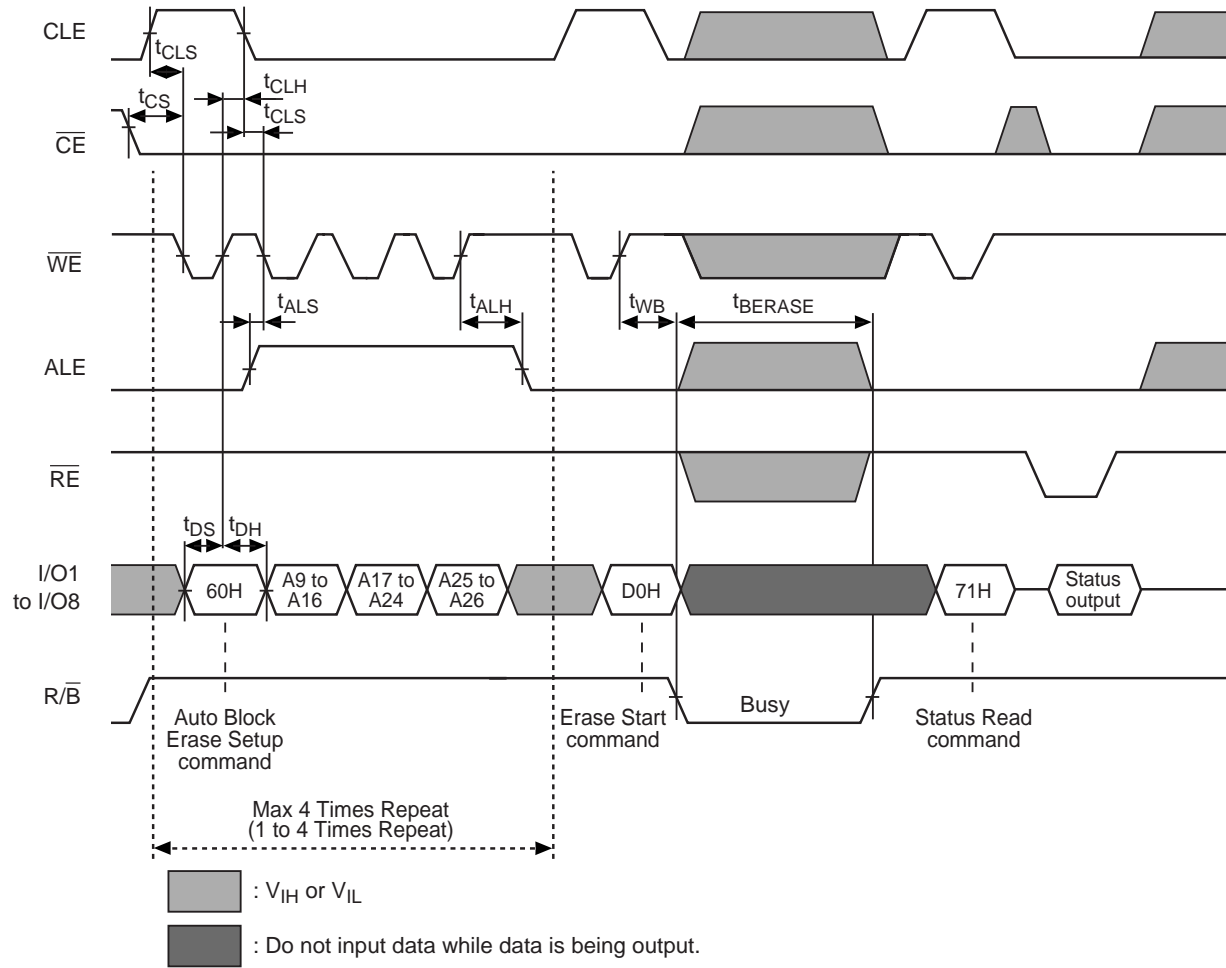 CLE
tCLS
tCLH
tCS
tCLS
CE
WE
tALS
tALH
tWB
tBERASE
ALE
RE
tDS
tDH
I/O1
to I/O8
60H
A9 to
A16
A17 to
A24
A25 to
A26
D0H
71H
Status
output
R/B
Busy
Auto Block
Erase Setup
command
Erase Start
command
Status Read
command
Max 4 Times Repeat
(1 to 4 Times Repeat)
: VIH or VIL
: Do not input data while data is being output.